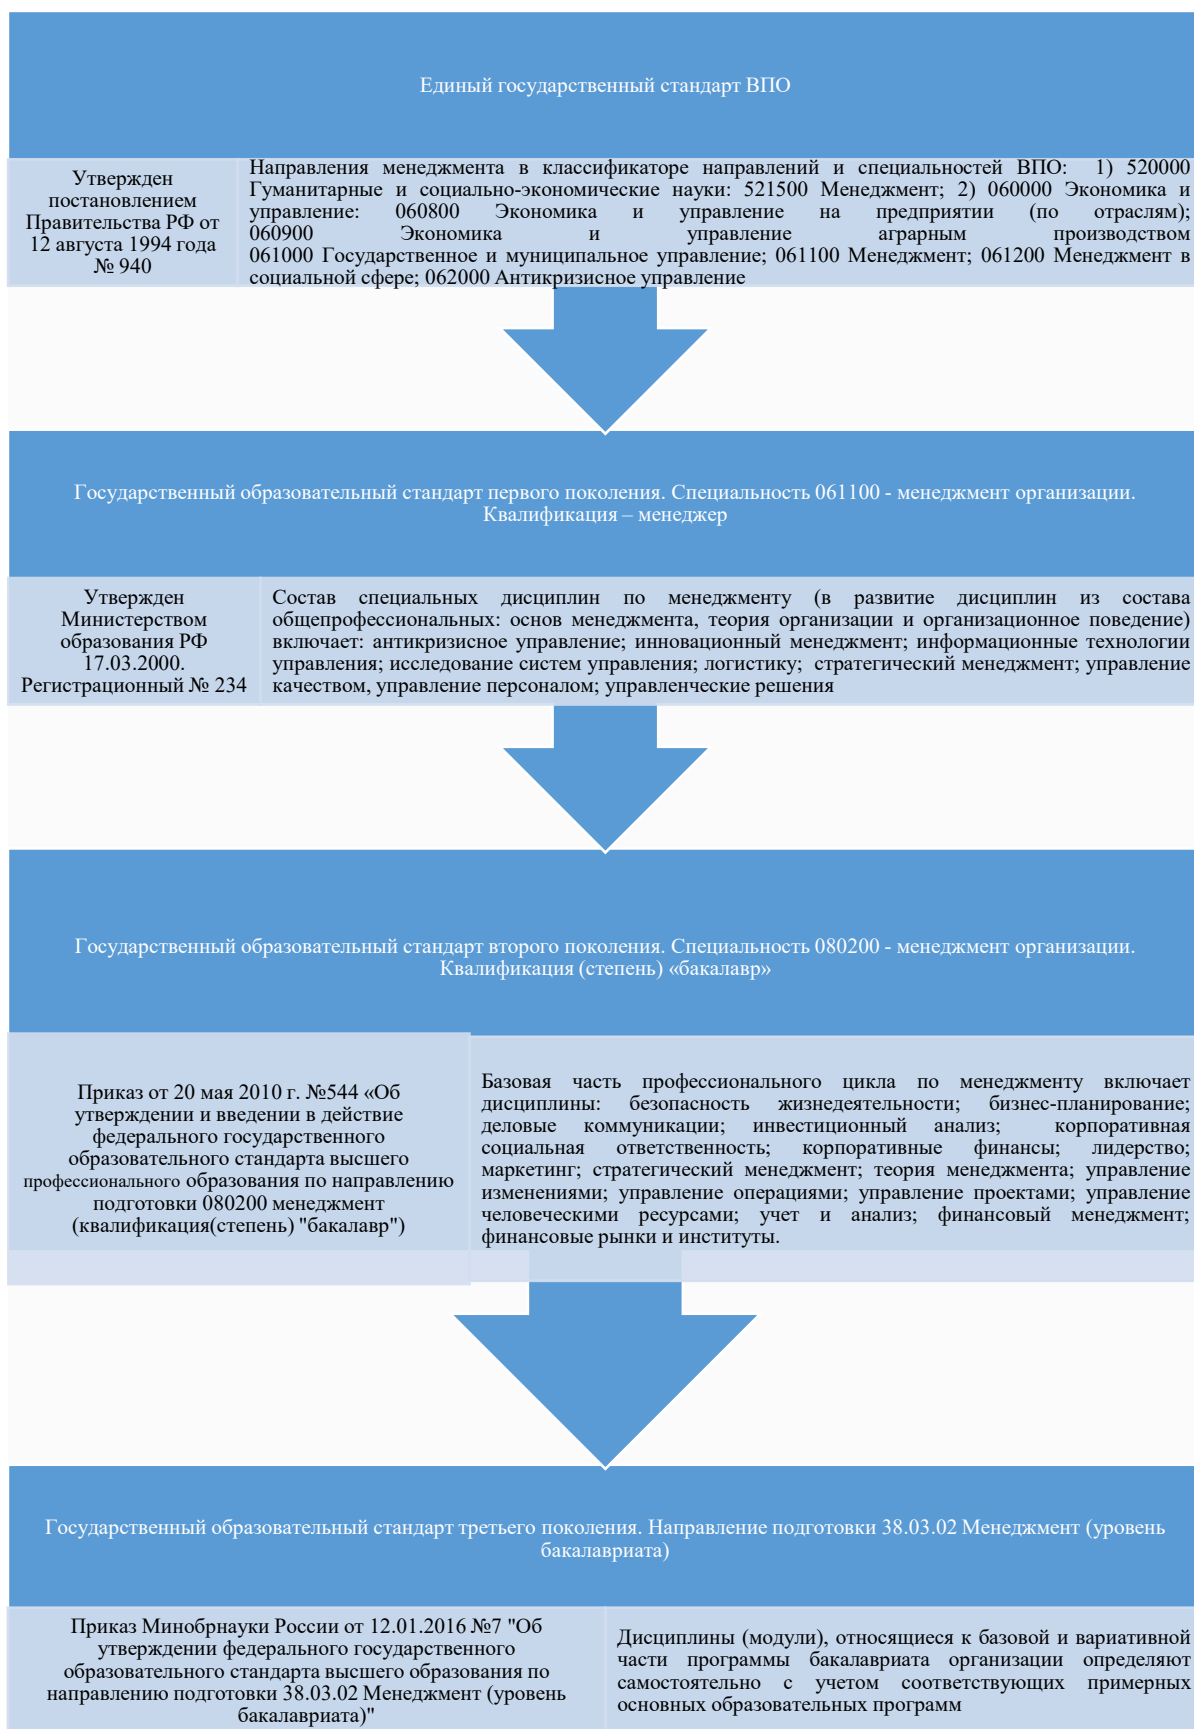 Единый государственный стандарт ВПО
Утвержден
постановлением
Правительства РФ от
12 августа 1994 года
№ 940
Направления менеджмента в классификаторе направлений и специальностей ВПО: 1) 520000
Гуманитарные и социально-экономические науки: 521500 Менеджмент; 2) 060000 Экономика и
управление: 060800 Экономика и управление на предприятии (по отраслям);
060900 Экономика и управление аграрным производством
061000 Государственное и муниципальное управление; 061100 Менеджмент; 061200 Менеджмент в
социальной сфере; 062000 Антикризисное управление
Государственный образовательный стандарт первого поколения. Специальность 061100 - менеджмент организации.
Квалификация – менеджер
Утвержден
Министерством
образования РФ
17.03.2000.
Регистрационный № 234
Состав специальных дисциплин по менеджменту (в развитие дисциплин из состава
общепрофессиональных: основ менеджмента, теория организации и организационное поведение)
включает: антикризисное управление; инновационный менеджмент; информационные технологии
управления; исследование систем управления; логистику; стратегический менеджмент; управление
качеством, управление персоналом; управленческие решения
Государственный образовательный стандарт второго поколения. Специальность 080200 - менеджмент организации.
Квалификация (степень) «бакалавр»
Приказ от 20 мая 2010 г. №544 «Об
утверждении и введении в действие
федерального государственного
образовательного стандарта высшего
профессионального образования по направлению
подготовки 080200 менеджмент
(квалификация(степень) "бакалавр")
Базовая часть профессионального цикла по менеджменту включает
дисциплины: безопасность жизнедеятельности; бизнес-планирование;
деловые коммуникации; инвестиционный анализ; корпоративная
социальная ответственность; корпоративные финансы; лидерство;
маркетинг; стратегический менеджмент; теория менеджмента; управление
изменениями; управление операциями; управление проектами; управление
человеческими ресурсами; учет и анализ; финансовый менеджмент;
финансовые рынки и институты.
Государственный образовательный стандарт третьего поколения. Направление подготовки 38.03.02 Менеджмент (уровень
бакалавриата)
Приказ Минобрнауки России от 12.01.2016 №7 "Об
утверждении федерального государственного
образовательного стандарта высшего образования по
направлению подготовки 38.03.02 Менеджмент (уровень
бакалавриата)"
Дисциплины (модули), относящиеся к базовой и вариативной
части программы бакалавриата организации определяют
самостоятельно с учетом соответствующих примерных
основных образовательных программ